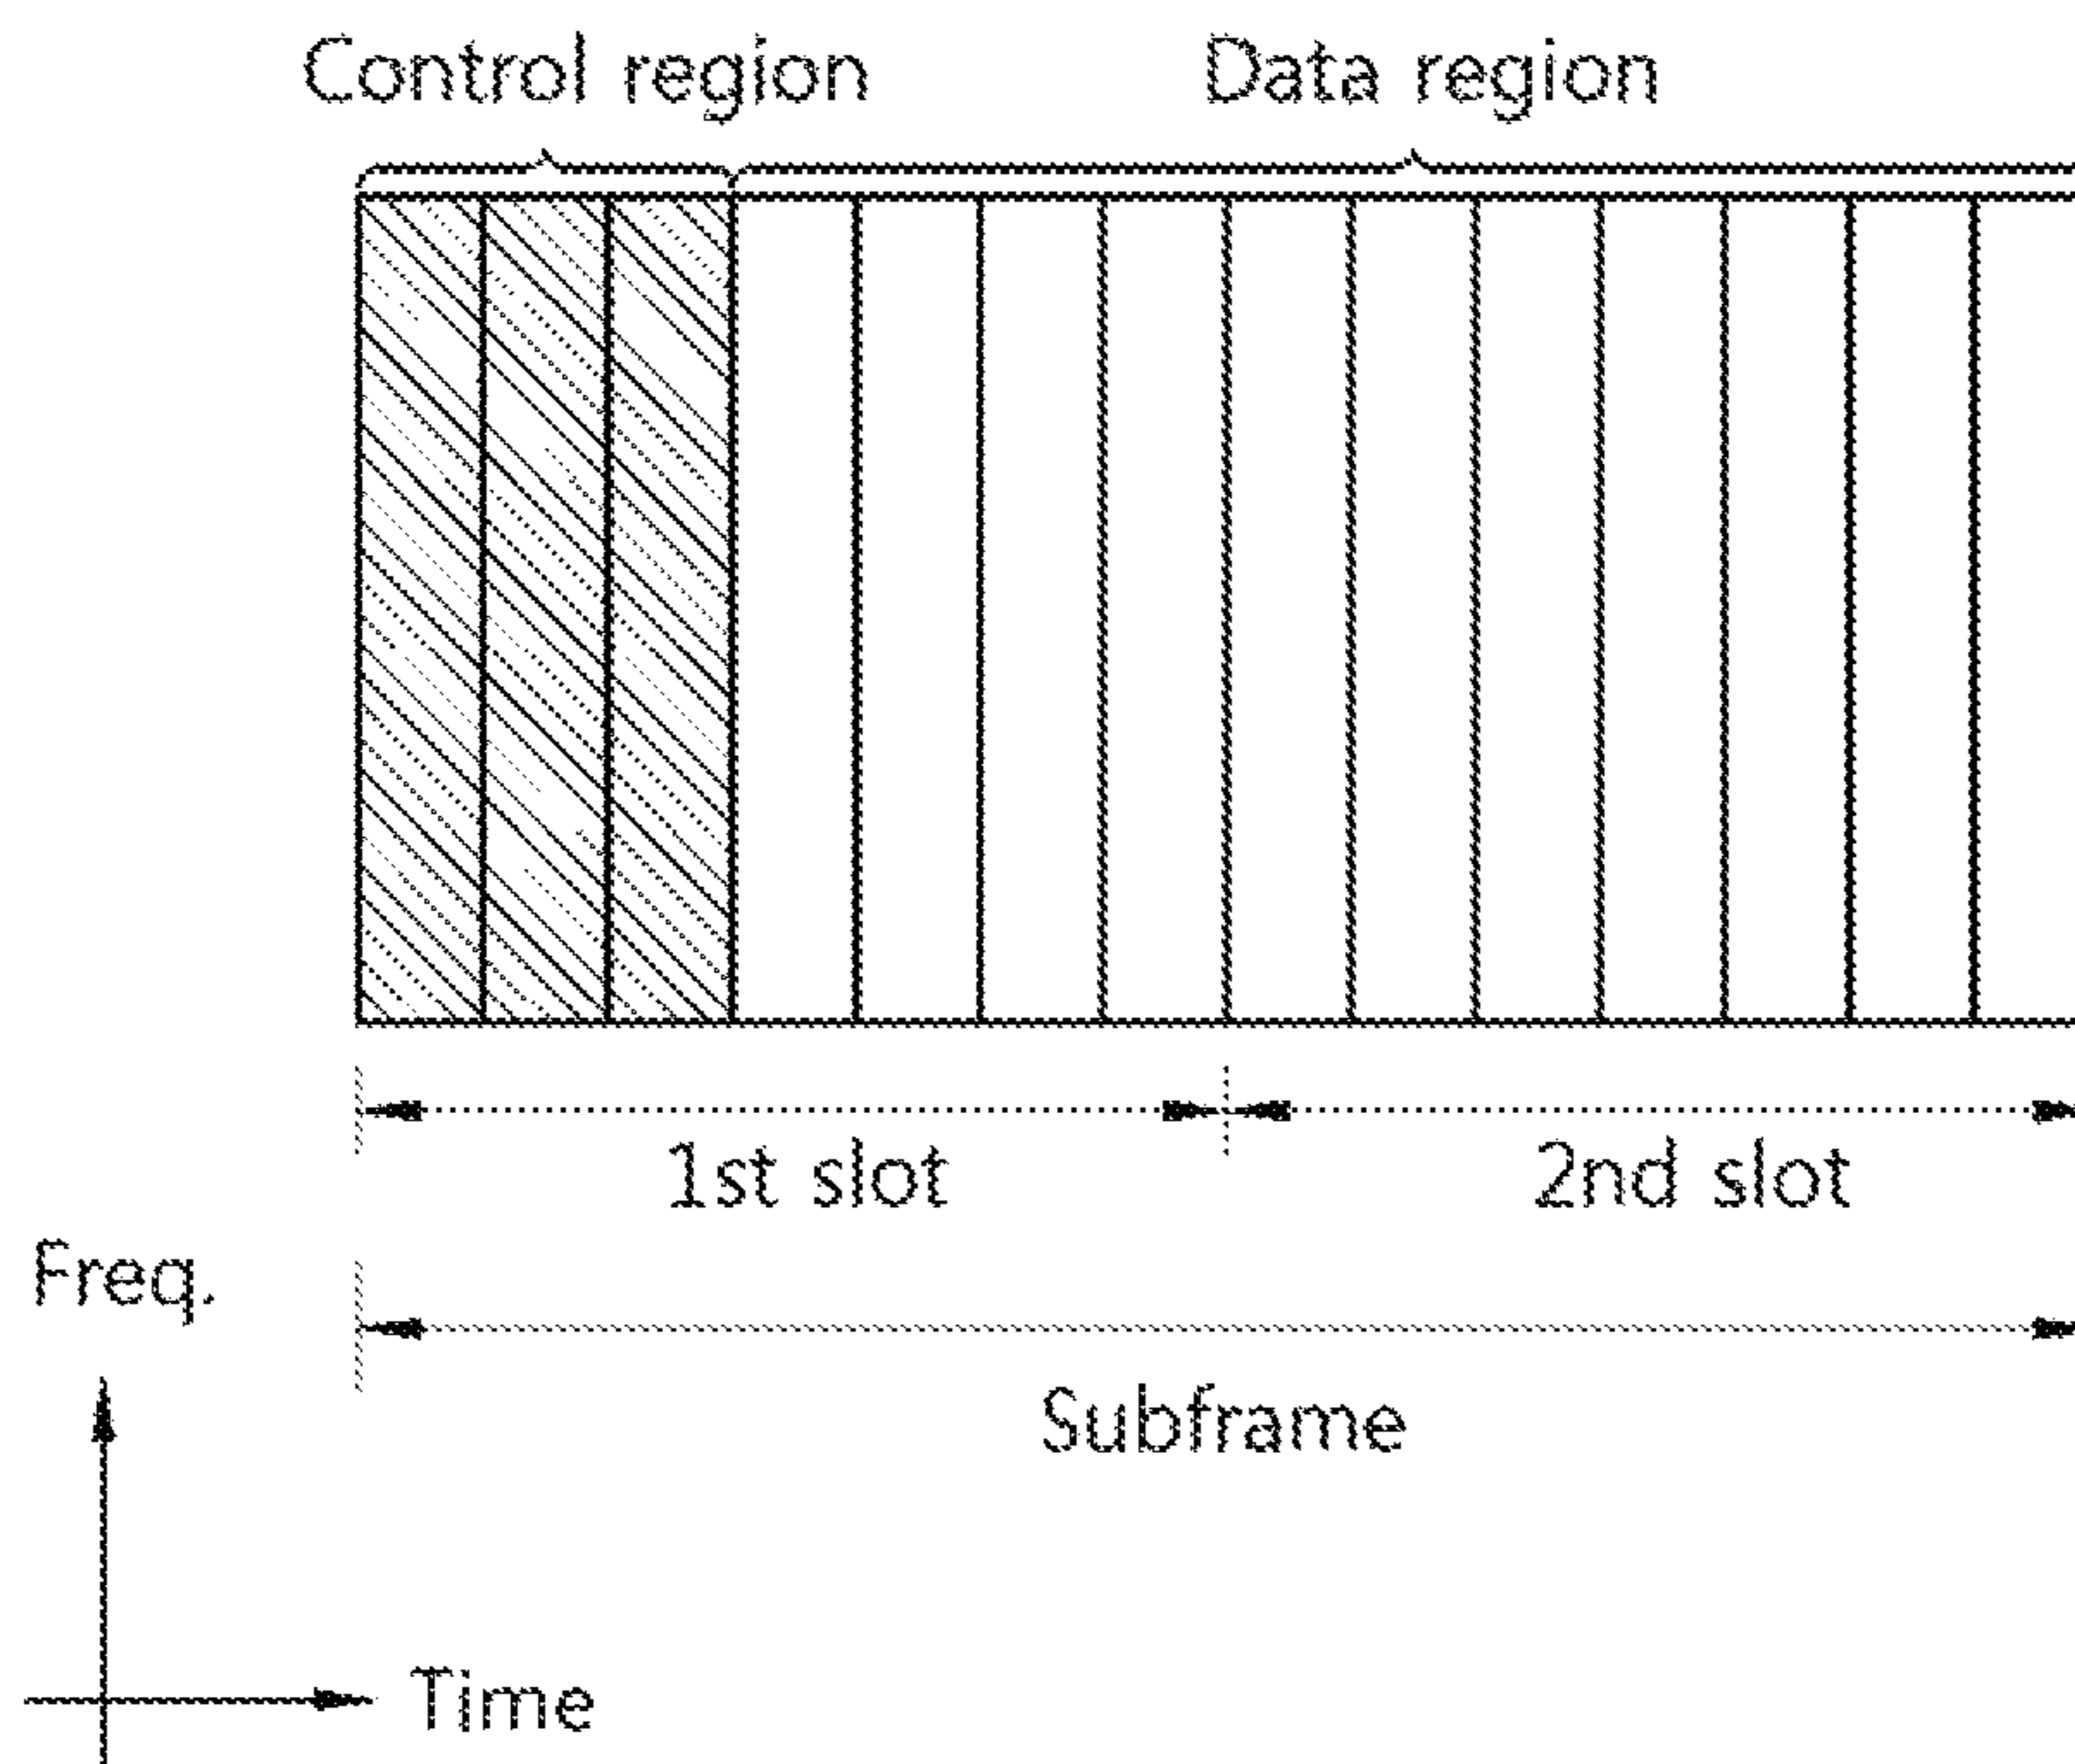 Control region
Data region
1st slot
2nd slot
Freq.
Subframe
Time